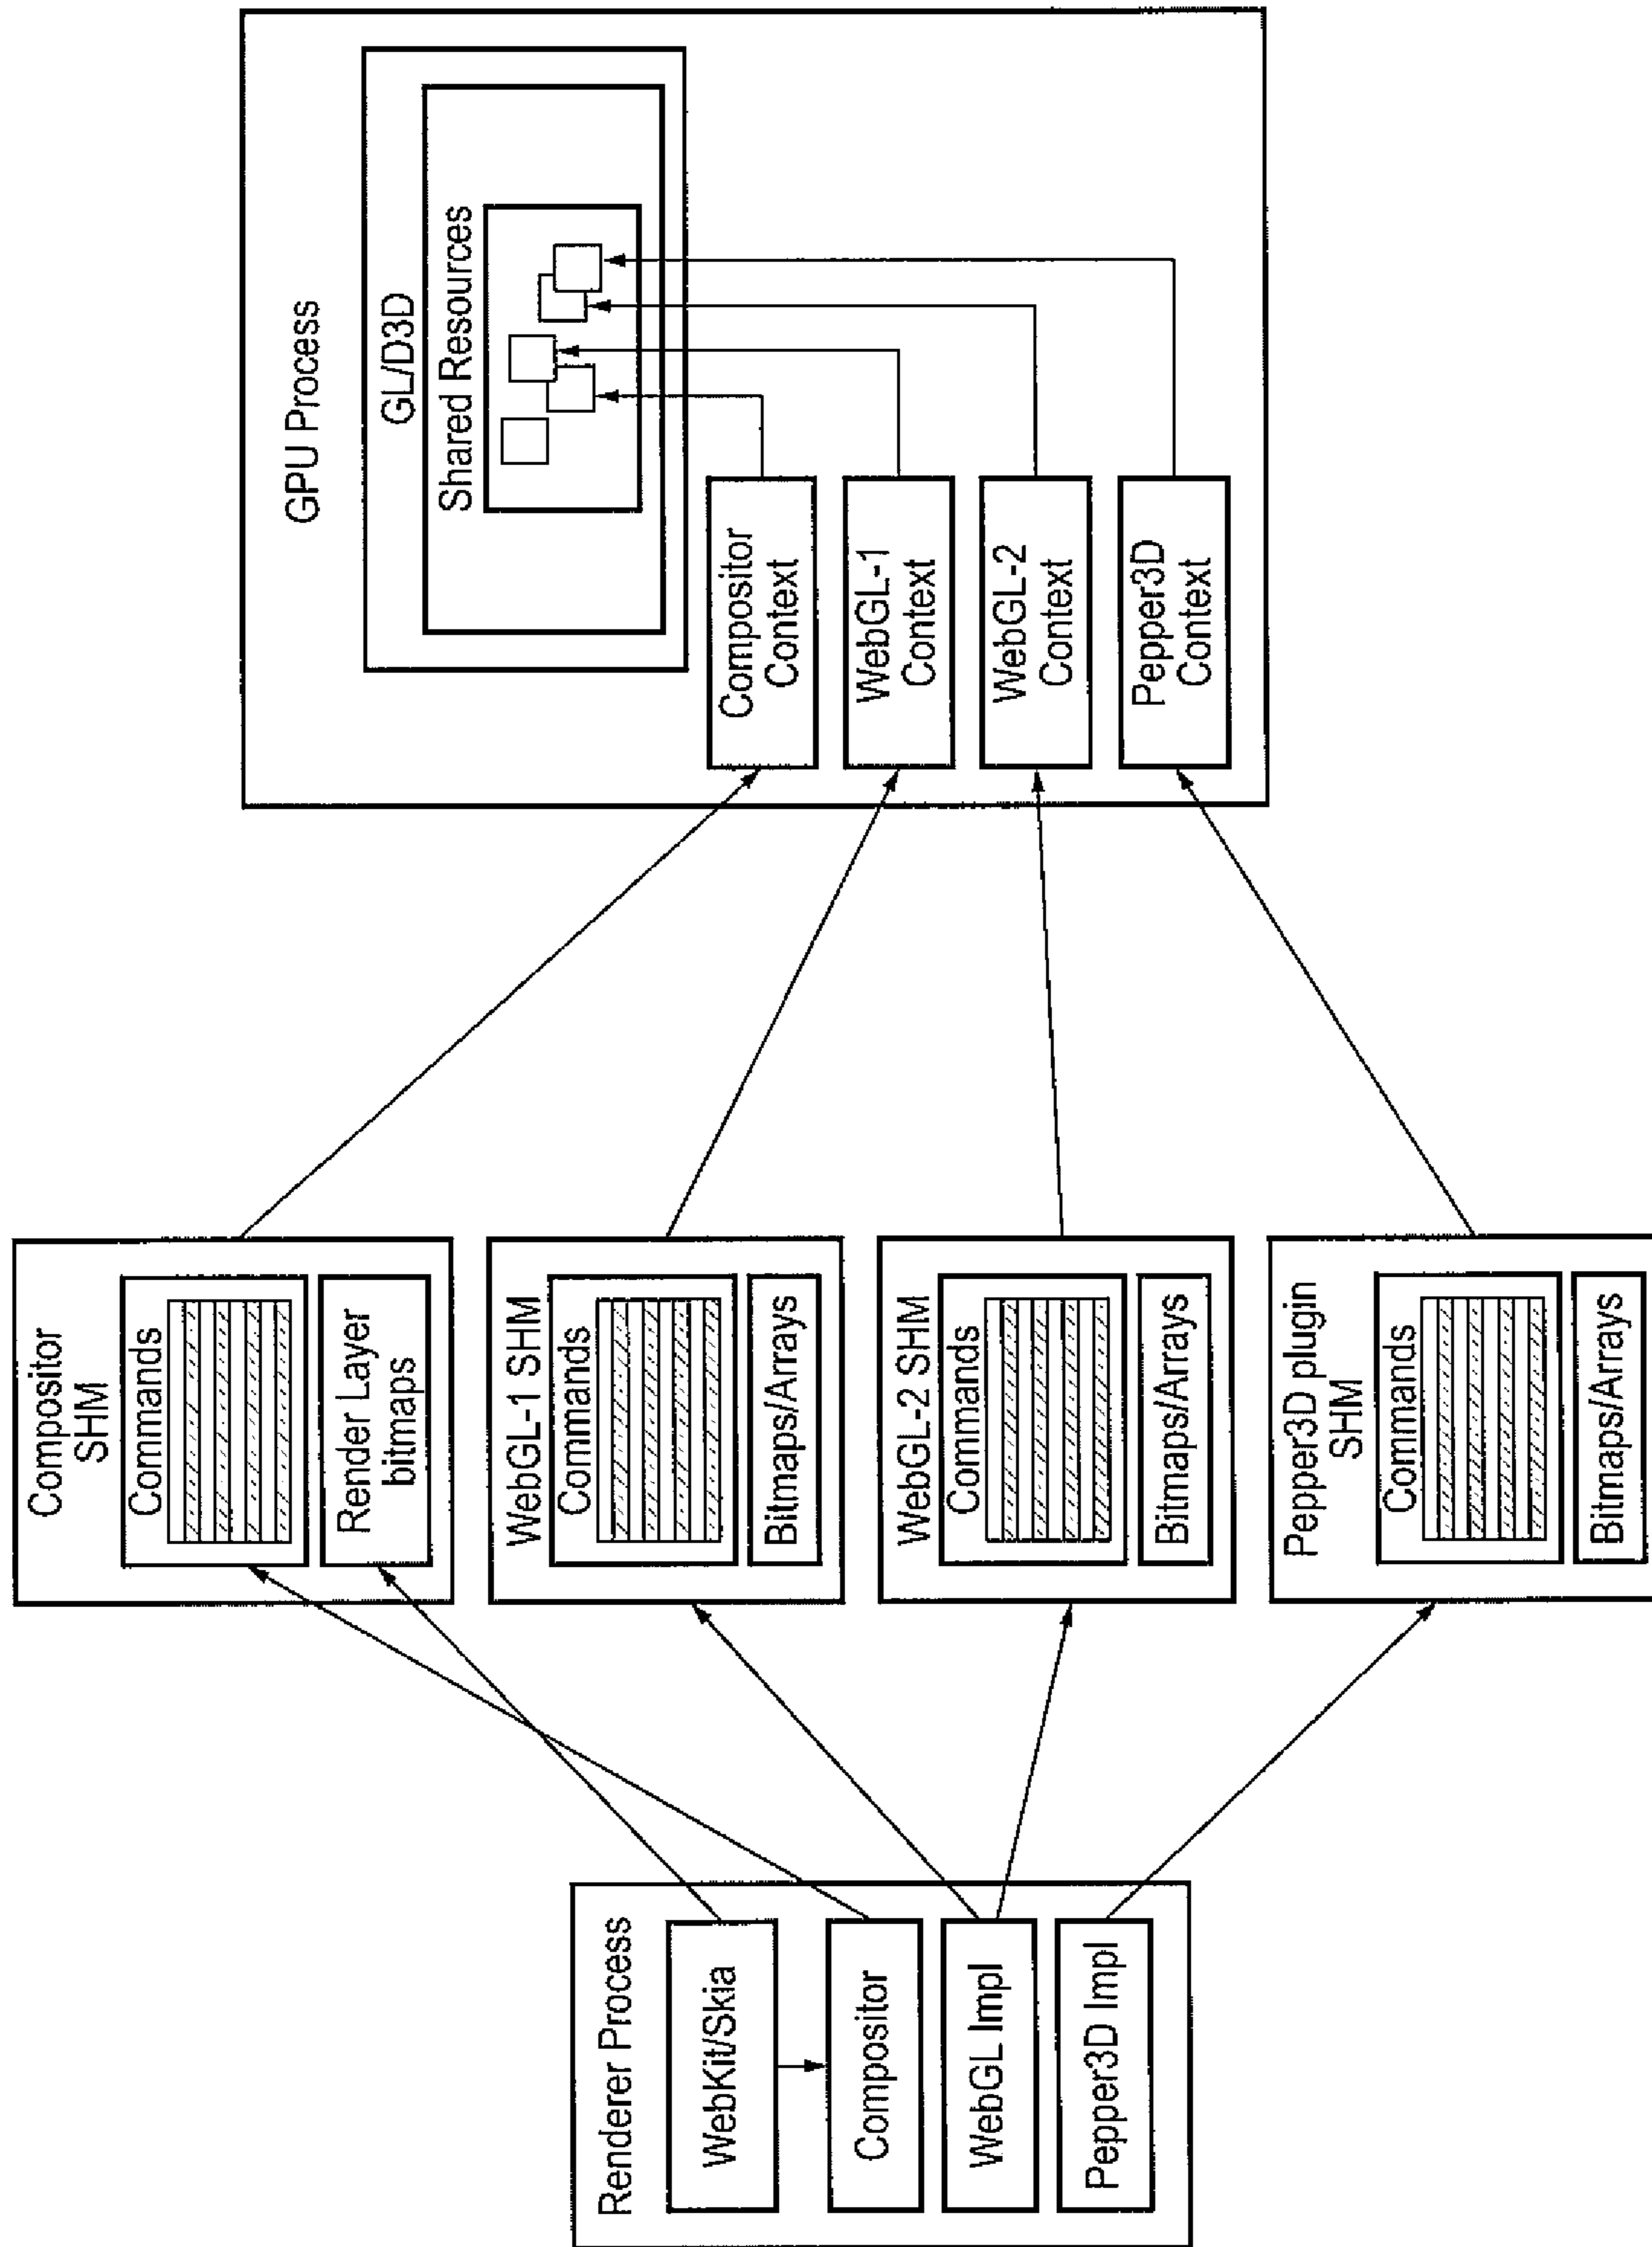 Renderer Process
WebKit/Skia
Compositor
WebGL Impl
Pepper3D Impl
Compositor
SHM
Commands
Render Layer
bitmaps
WebGL-1 SHM
Commands
Bitmaps/Arrays
WebGL-2 SHM
Commands
Bitmaps/Arrays
Pepper3D plugin
SHM
Commands
Bitmaps/Arrays
GPU Process
GL/D3D
Shared Resources
Compositor
Context
WebGL-1
Context
WebGL-2
Context
Pepper3D
Context